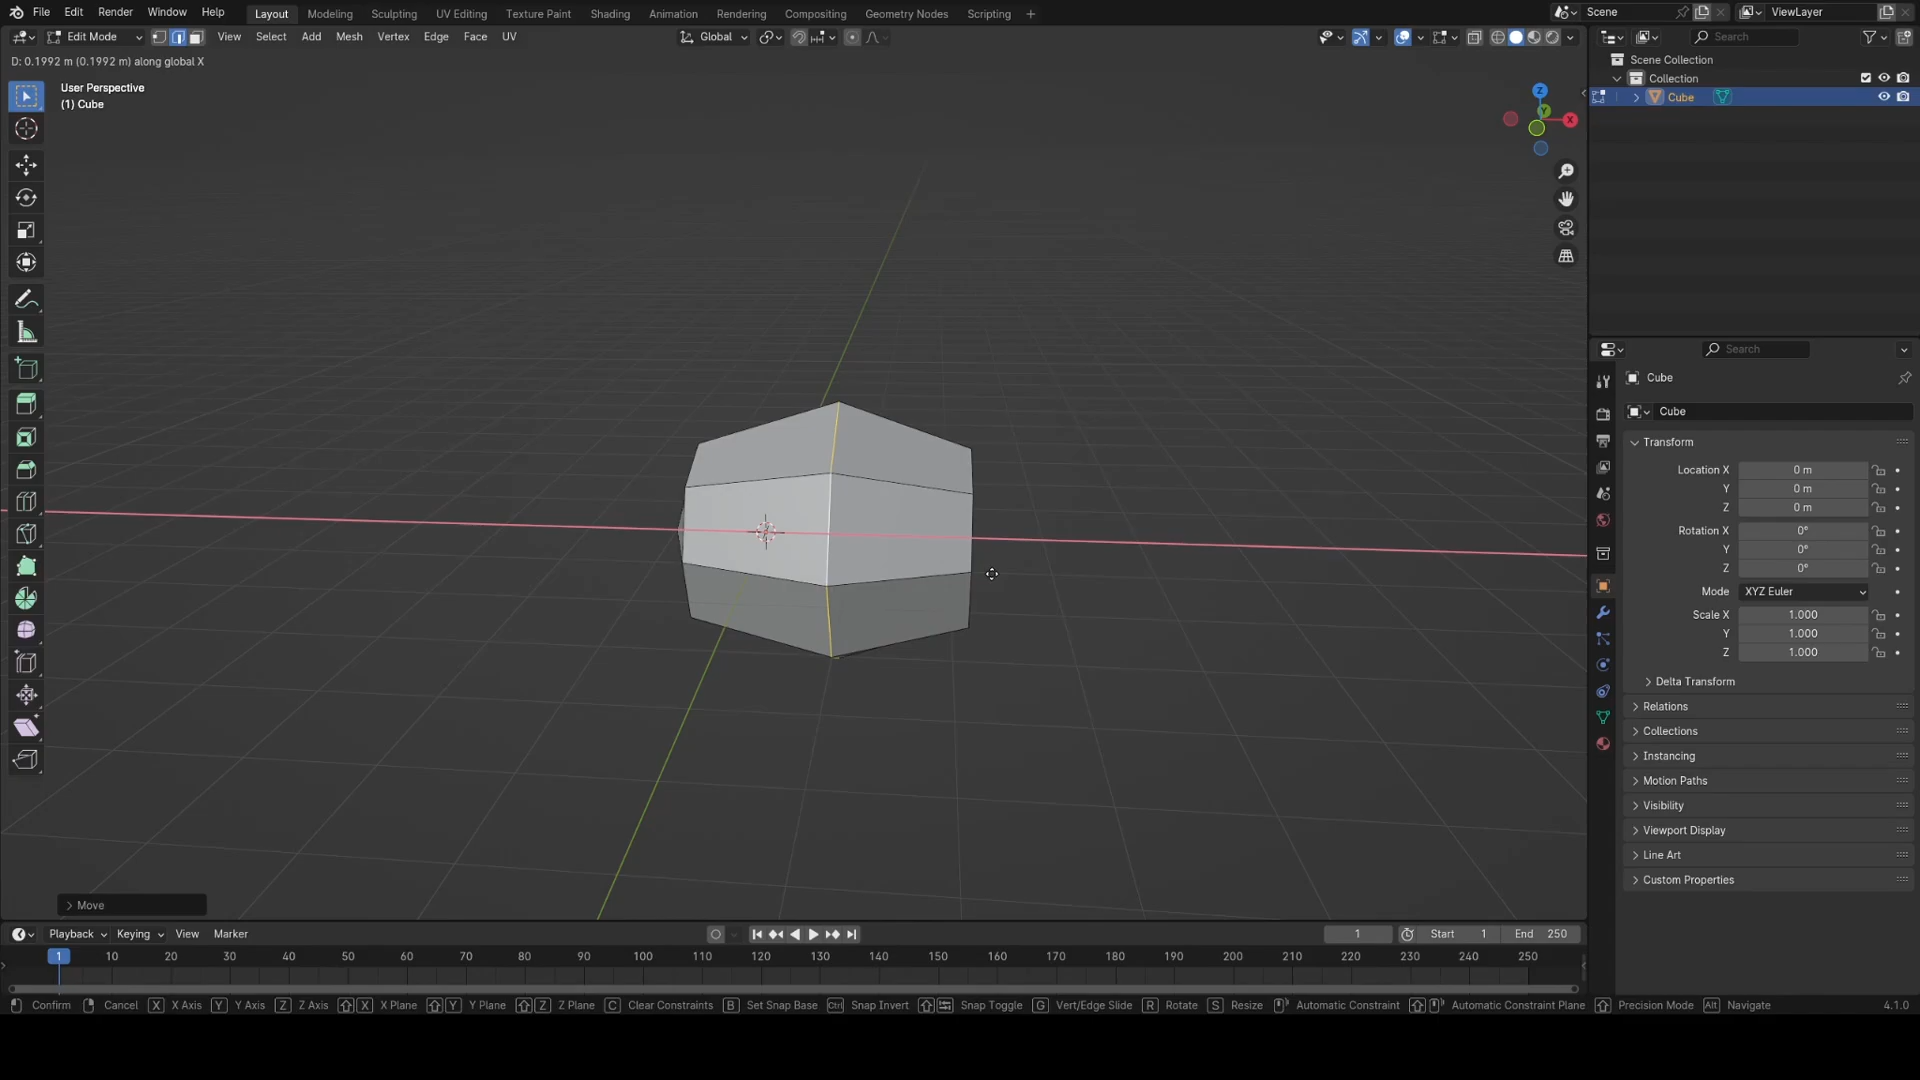 File Edit Render Window Help Layout Modeling Sculpting UV Editing Texture Paint Shading Animation Rendering Compositing Geometry Nodes Scripting + Scene ViewLayer
Edit Mode View Select Add Mesh Vertex Edge Face UV Global
Search
D: 0.1992 m (0.1992 m) along global X
Scene Collection
Collection
Cube
User Perspective
(1) Cube
Z
Y
X
Search
Cube
Cube
Transform
Location X 0 m
Y 0 m
Z 0 m
Rotation X 0°
Y 0°
Z 0°
Mode XYZ Euler
Scale X 1.000
Y 1.000
Z 1.000
Delta Transform
Relations
Collections
Instancing
Motion Paths
Visibility
Viewport Display
Line Art
Custom Properties
Move
Playback Keying View Marker 1 Start 1 End 250
1 10 20 30 40 50 60 70 80 90 100 110 120 130 140 150 160 170 180 190 200 210 220 230 240 250
Confirm Cancel X X Axis Y Y Axis Z Z Axis X X Plane Y Y Plane Z Z Plane C Clear Constraints B Set Snap Base Ctrl Snap Invert Snap Toggle G Vert/Edge Slide R Rotate S Resize Automatic Constraint Automatic Constraint Plane Precision Mode Alt Navigate 4.1.0